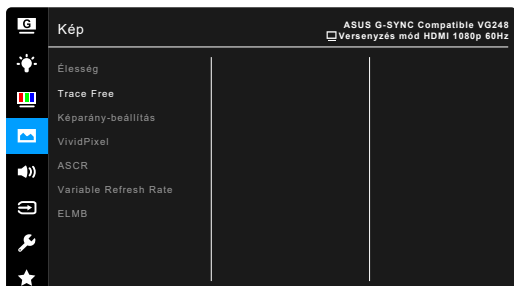 G
Kép
ASUS G-SYNC Compatible VG248
Versenyzés mód HDMI 1080p 60Hz
Élesség
Trace Free
Képarány-beállítás
VividPixel
ASCR
Variable Refresh Rate
ELMB